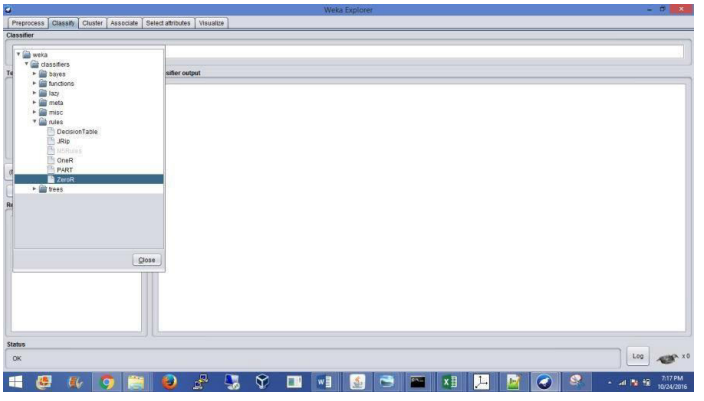 Weka Explorer
Preprocess Classify Cluster Associate Select attributes Visualize
Classifier
weka
classifiers
bayes
functions
lazy
meta
misc
rules
DecisionTable
JRip
M5Rules
OneR
PART
ZeroR
trees
Close
Te
sifier output
Re
Status
OK
Log
x 0
7:17 PM
10/24/2016